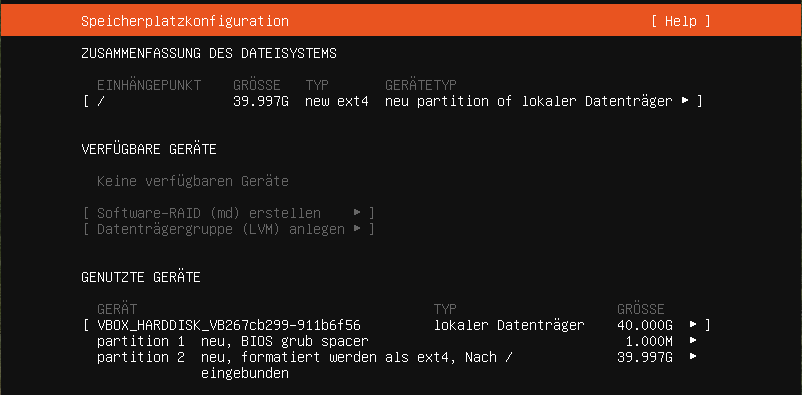 Speicherplatzkonfiguration [ Help ]
ZUSAMMENFASSUNG DES DATEISYSTEMS
EINHÄNGEPUNKT GRÖSSE TYP GERÄTETYP
[ / 39.997G new ext4 neu partition of lokaler Datenträger ▸ ]
VERFÜGBARE GERÄTE
Keine verfügbaren Geräte
[ Software-RAID (md) erstellen ▸ ]
[ Datenträgergruppe (LVM) anlegen ▸ ]
GENUTZTE GERÄTE
GERÄT TYP GRÖSSE
[ VBOX_HARDDISK_VB267cb299-911b6f56 lokaler Datenträger 40.000G ▸ ]
partition 1 neu, BIOS grub spacer 1.000M ▸
partition 2 neu, formatiert werden als ext4, Nach / 39.997G ▸
eingebunden